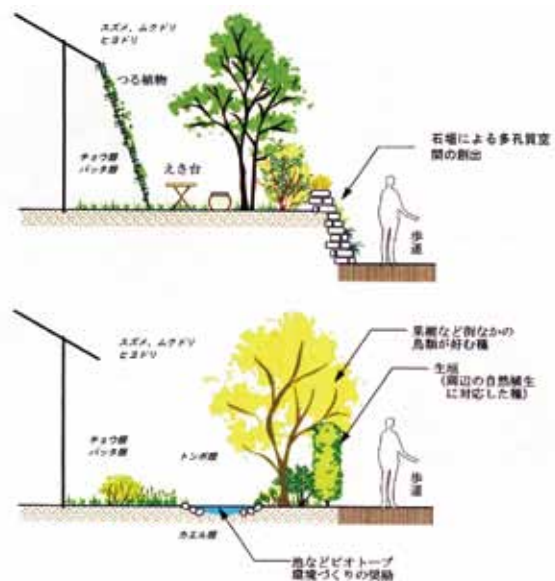 スズメ、ムクドリ
ヒヨドリ
つる植物
チョウ類
バッタ類
えさ台
石垣による多孔質空
間の創出
歩道
スズメ、ムクドリ
ヒヨドリ
果樹など
鳥類が好む種
生垣
(周辺の自然植生
に対応した種)
チョウ類
バッタ類
トンボ類
歩道
カエル類
池などビオトープ
環境づくりの奨励